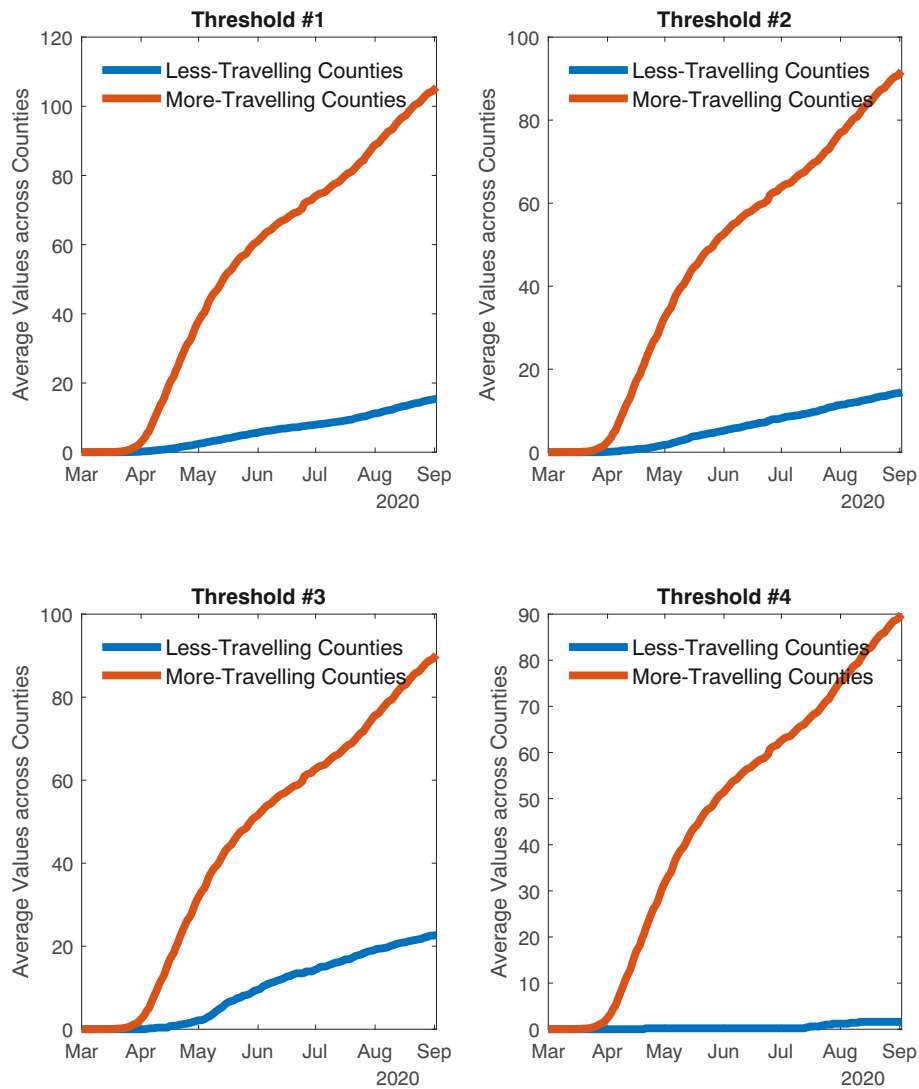 Threshold #1
120
100
80
60
40
20
0
Average Values across Counties
Less-Travelling Counties
More-Travelling Counties
Mar Apr May Jun Jul Aug Sep
2020
Threshold #2
100
80
60
40
20
0
Average Values across Counties
Less-Travelling Counties
More-Travelling Counties
Mar Apr May Jun Jul Aug Sep
2020
Threshold #3
100
80
60
40
20
0
Average Values across Counties
Less-Travelling Counties
More-Travelling Counties
Mar Apr May Jun Jul Aug Sep
2020
Threshold #4
90
80
70
60
50
40
30
20
10
0
Average Values across Counties
Less-Travelling Counties
More-Travelling Counties
Mar Apr May Jun Jul Aug Sep
2020